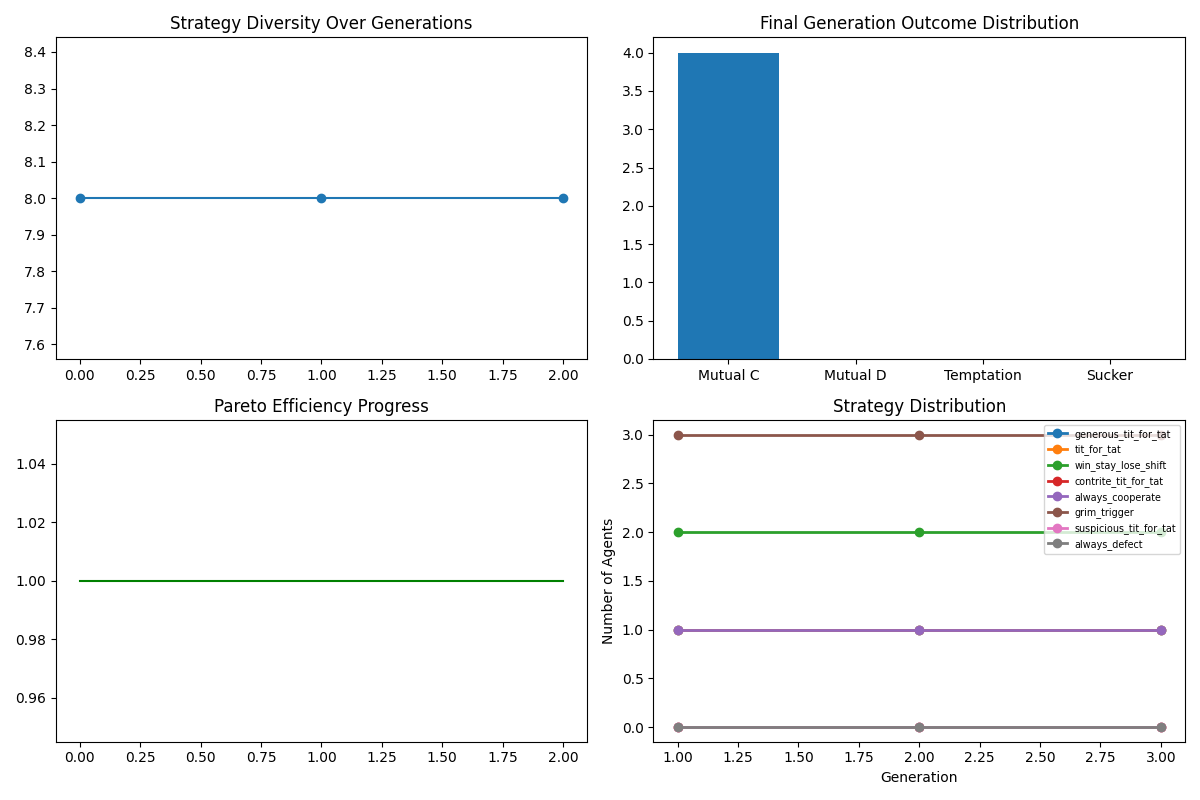 Strategy Diversity Over Generations
8.4
8.3
8.2
8.1
8.0
7.9
7.8
7.7
7.6
0.00 0.25 0.50 0.75 1.00 1.25 1.50 1.75 2.00
Final Generation Outcome Distribution
4.0
3.5
3.0
2.5
2.0
1.5
1.0
0.5
0.0
Mutual C Mutual D Temptation Sucker
Pareto Efficiency Progress
1.04
1.02
1.00
0.98
0.96
0.00 0.25 0.50 0.75 1.00 1.25 1.50 1.75 2.00
Strategy Distribution
Number of Agents
3.0
2.5
2.0
1.5
1.0
0.5
0.0
generous_tit_for_tat
tit_for_tat
win_stay_lose_shift
contrite_tit_for_tat
always_cooperate
grim_trigger
suspicious_tit_for_tat
always_defect
1.00 1.25 1.50 1.75 2.00 2.25 2.50 2.75 3.00
Generation